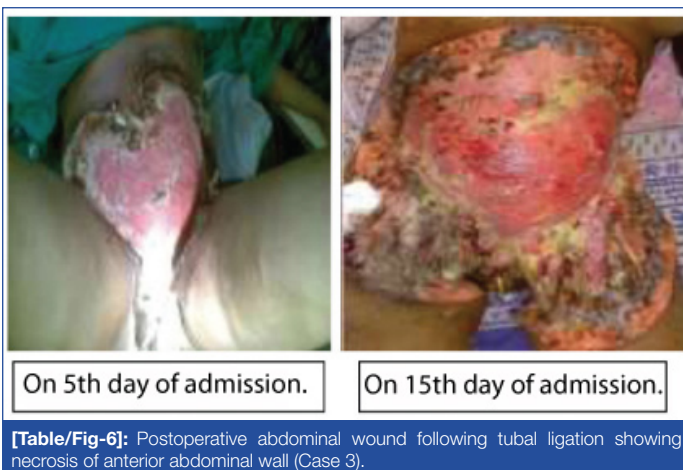 On 5th day of admission.
On 15th day of admission.
[Table/Fig-6]: Postoperative abdominal wound following tubal ligation showing
necrosis of anterior abdominal wall (Case 3).